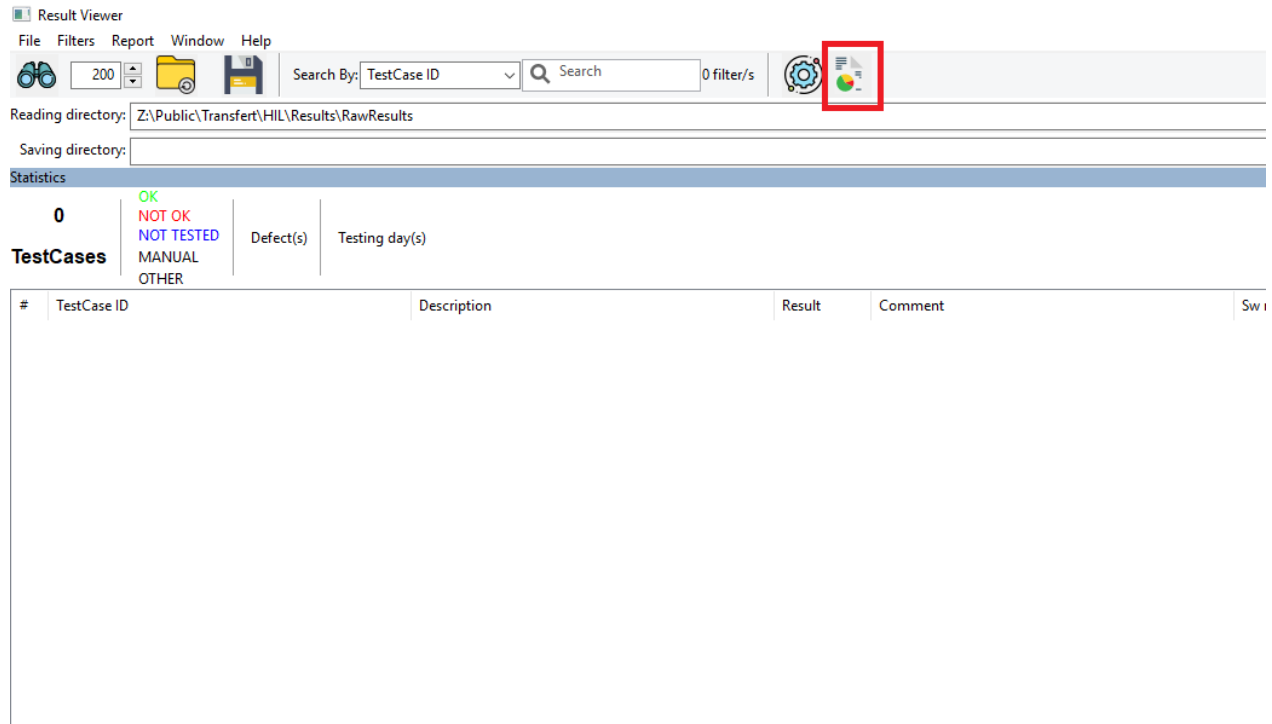 Result Viewer
File Filters Report Window Help
200 Search By: TestCase ID Search 0 filter/s
Reading directory: Z:\Public\Transfert\HIL\Results\RawResults
Saving directory:
Statistics
0
TestCases
OK
NOT OK
NOT TESTED
MANUAL
OTHER
Defect(s)
Testing day(s)
# TestCase ID Description Result Comment Sw